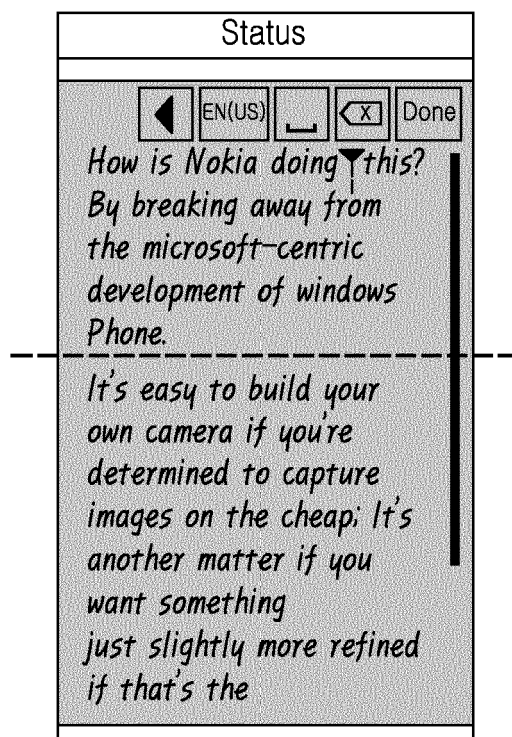 Status
EN(US)
Done
How is Nokia doing this?
By breaking away from
the microsoft-centric
development of windows
Phone.
It's easy to build your
own camera if you're
determined to capture
images on the cheap; It's
another matter if you
want something
just slightly more refined
if that's the